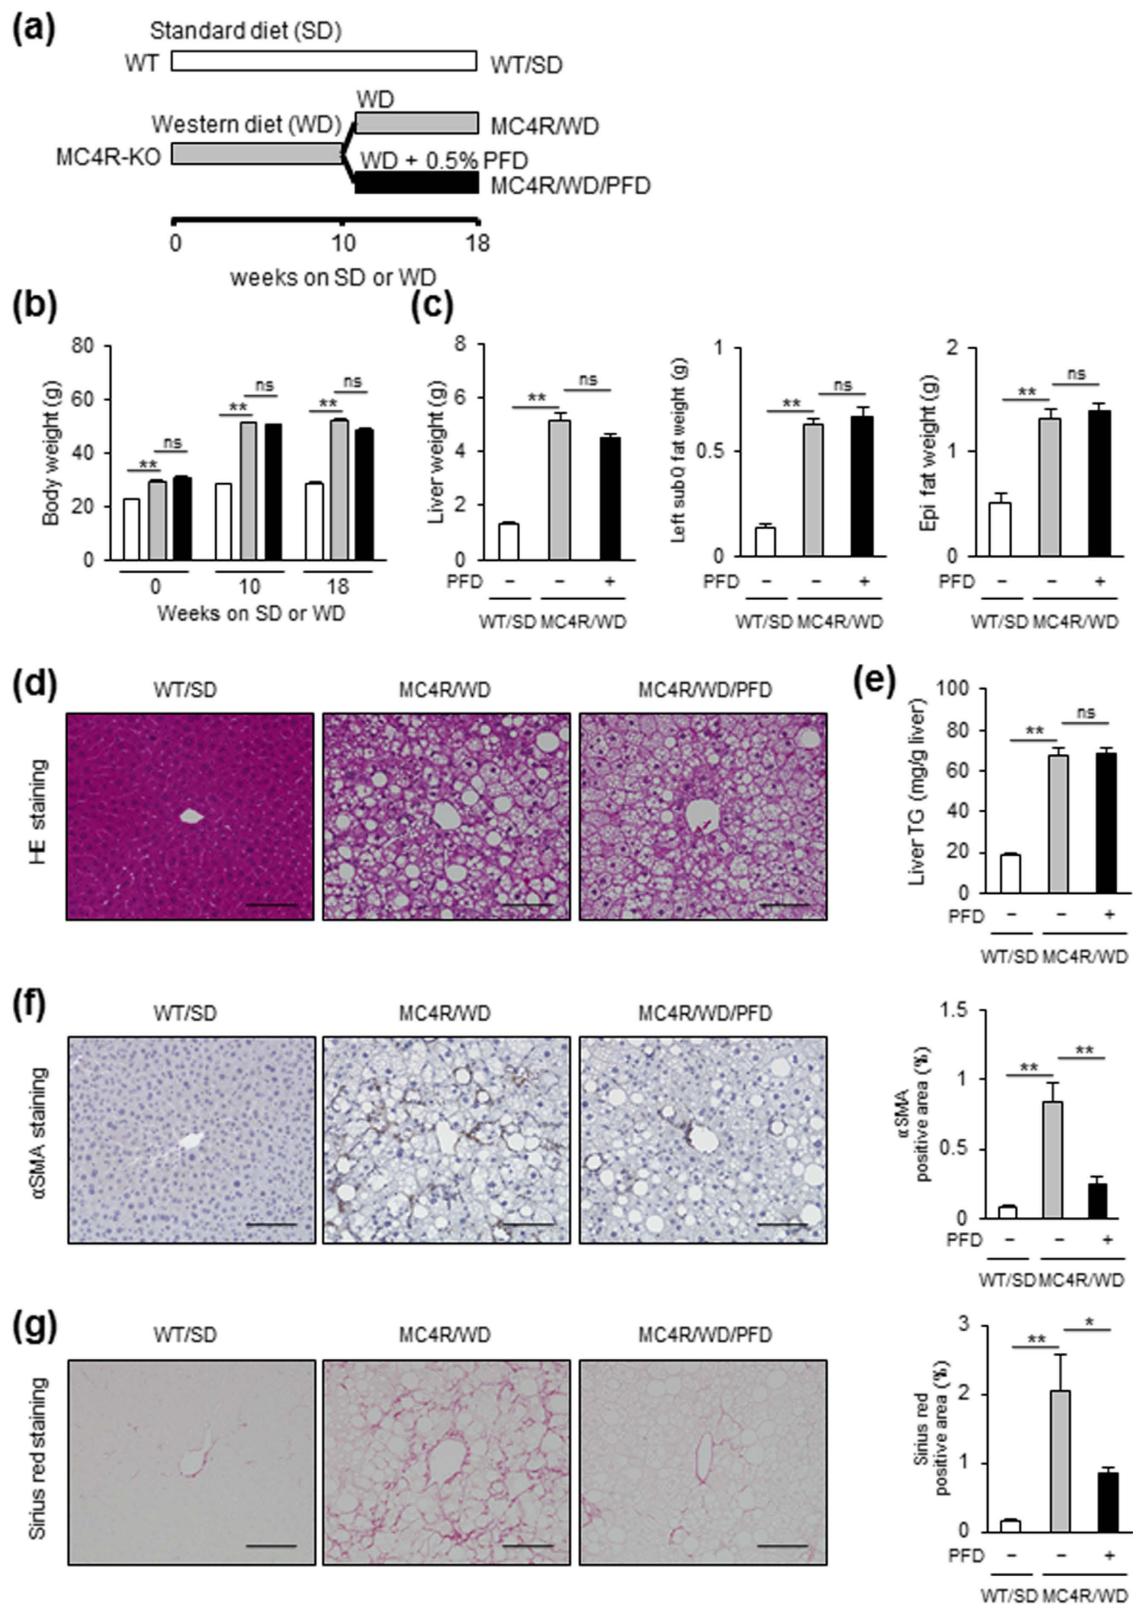 (a)
Standard diet (SD)
WT
WT/SD
WD
Western diet (WD)
MC4R/WD
MC4R-KO
WD + 0.5% PFD
MC4R/WD/PFD
0 10 18
weeks on SD or WD
(b)
80
60
40
20
0
Body weight (g)
** ns
** ns
** ns
0 10 18
Weeks on SD or WD
(c)
8
6
4
2
0
Liver weight (g)
** ns
PFD − − +
WT/SD MC4R/WD
1
0.5
0
Left subQ fat weight (g)
** ns
PFD − − +
WT/SD MC4R/WD
2
1
0
Epi fat weight (g)
** ns
PFD − − +
WT/SD MC4R/WD
(d)
WT/SD MC4R/WD MC4R/WD/PFD
HE staining
(e)
100
80
60
40
20
0
Liver TG (mg/g liver)
** ns
PFD − − +
WT/SD MC4R/WD
(f)
WT/SD MC4R/WD MC4R/WD/PFD
αSMA staining
1.5
1
0.5
0
αSMA
positive area (%)
** **
PFD − − +
WT/SD MC4R/WD
(g)
WT/SD MC4R/WD MC4R/WD/PFD
Sirius red staining
3
2
1
0
Sirius red
positive area (%)
** *
PFD − − +
WT/SD MC4R/WD